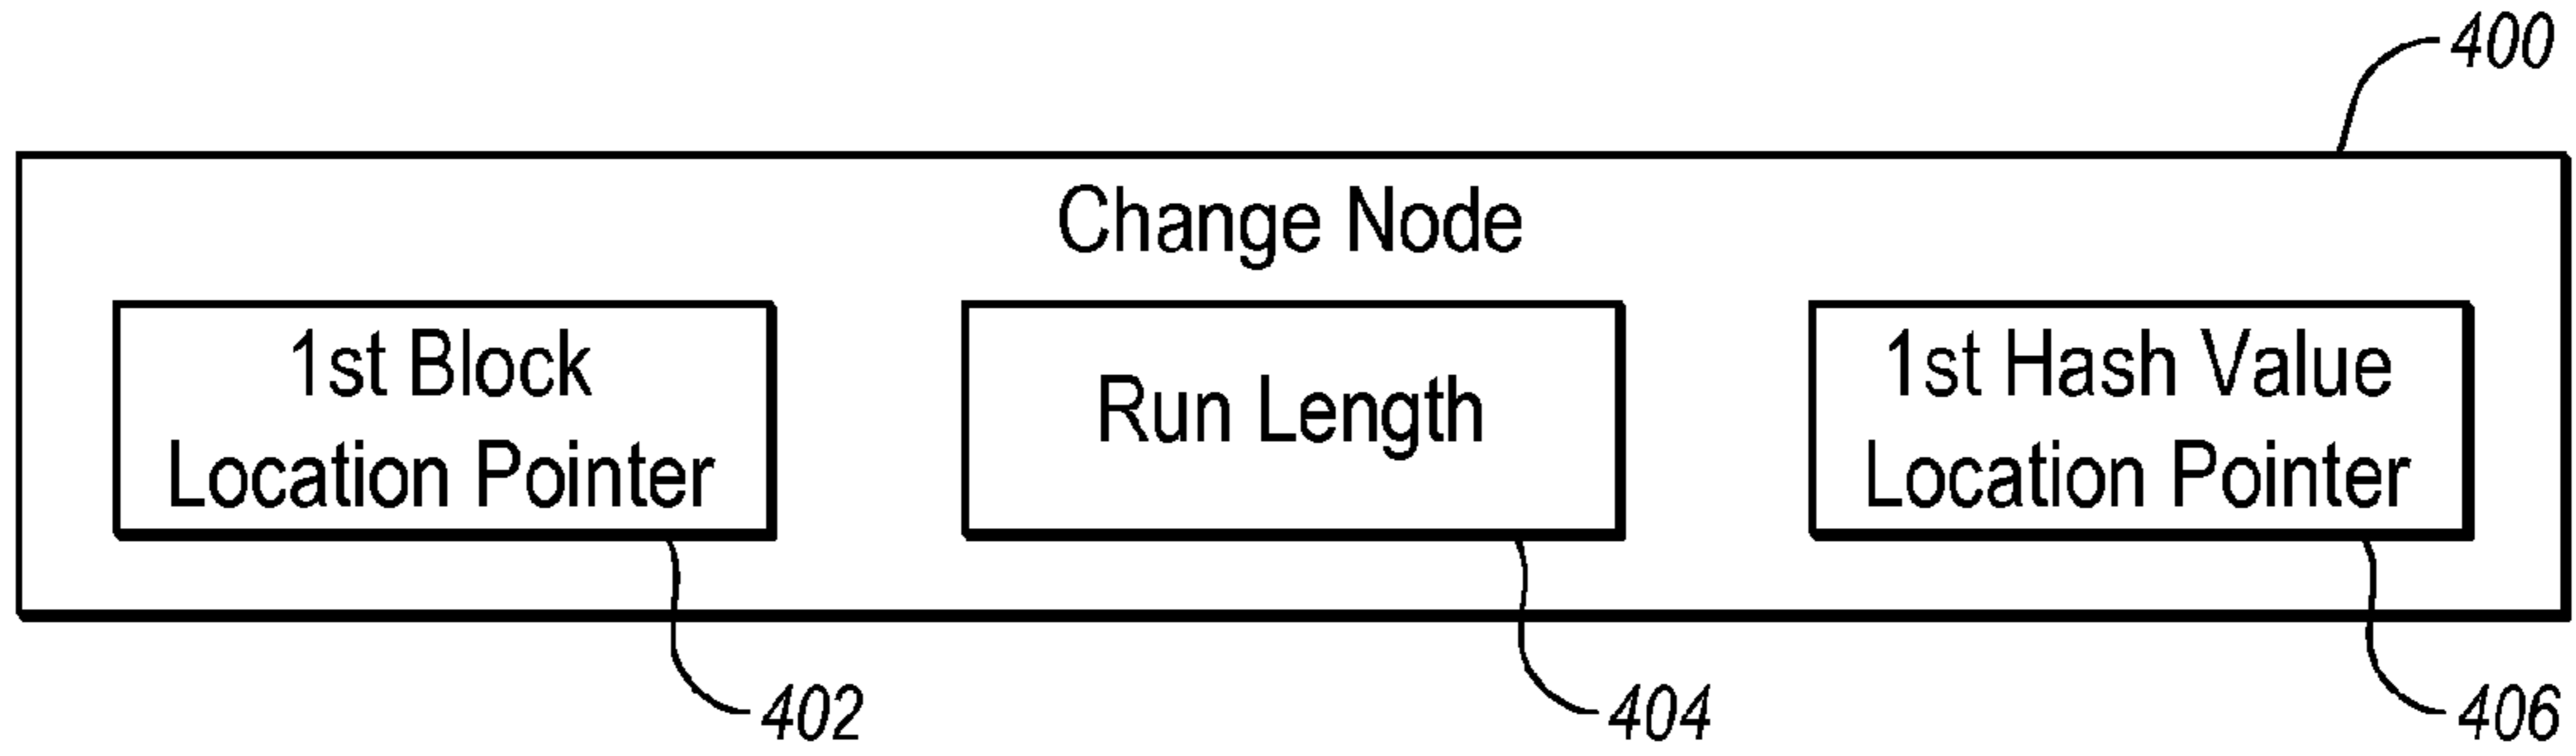 400
Change Node
1st Block
Location Pointer
Run Length
1st Hash Value
Location Pointer
402
404
406